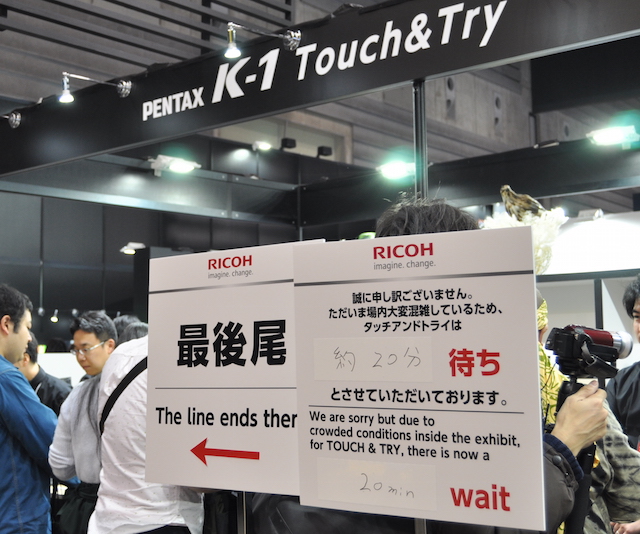 PENTAX K-1 Touch&Try
RICOH
imagine. change.
最後尾
The line ends ther
RICOH
imagine. change.
誠に申し訳ございません。
ただいま場内大変混雑しているため、
タッチアンドトライは
約 20分 待ち
とさせていただいております。
We are sorry but due to
crowded conditions inside the exhibit,
for TOUCH & TRY, there is now a
20min wait